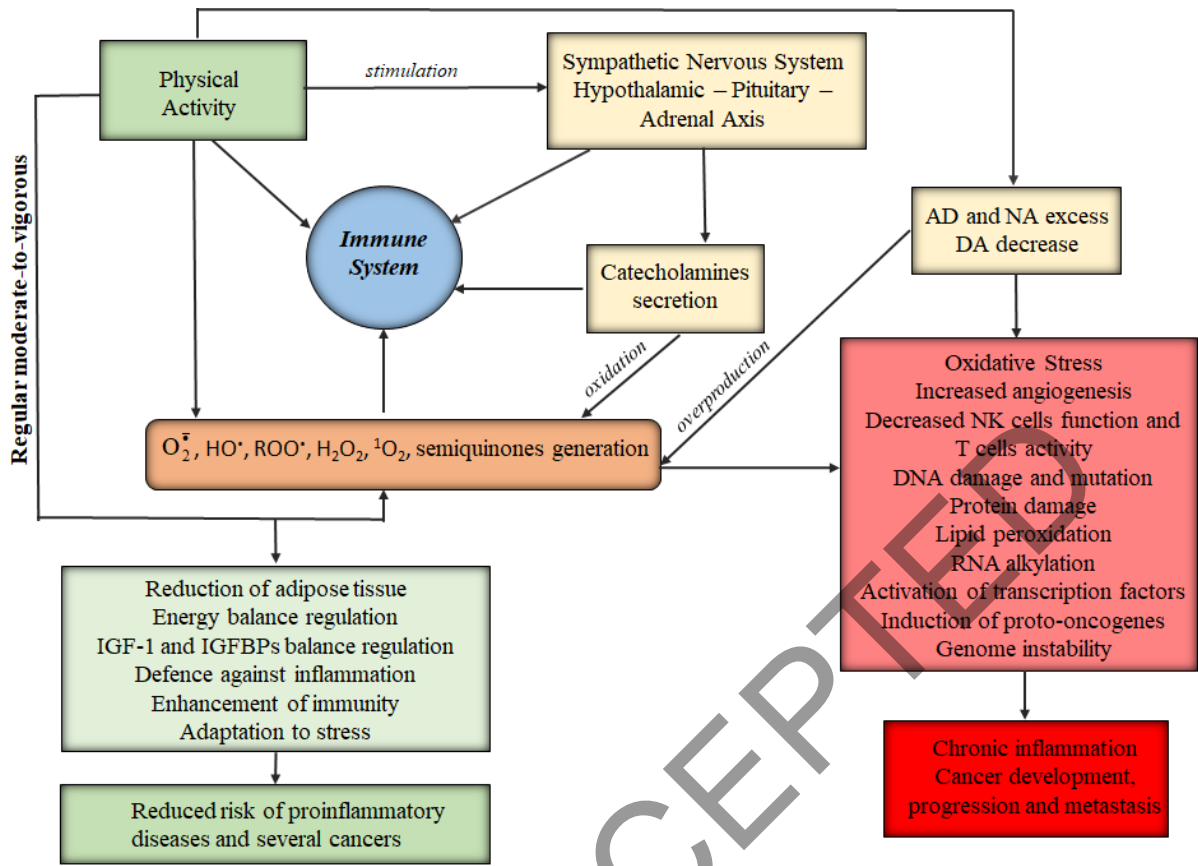 Physical
Activity
stimulation
Sympathetic Nervous System
Hypothalamic – Pituitary –
Adrenal Axis
Regular moderate-to-vigorous
Immune
System
Catecholamines
secretion
AD and NA excess
DA decrease
oxidation
overproduction
O₂•̄, HO•, ROO•, H₂O₂, ¹O₂, semiquinones generation
Oxidative Stress
Increased angiogenesis
Decreased NK cells function and
T cells activity
DNA damage and mutation
Protein damage
Lipid peroxidation
RNA alkylation
Activation of transcription factors
Induction of proto-oncogenes
Genome instability
Reduction of adipose tissue
Energy balance regulation
IGF-1 and IGFBPs balance regulation
Defence against inflammation
Enhancement of immunity
Adaptation to stress
Reduced risk of proinflammatory
diseases and several cancers
Chronic inflammation
Cancer development,
progression and metastasis
CEPTED